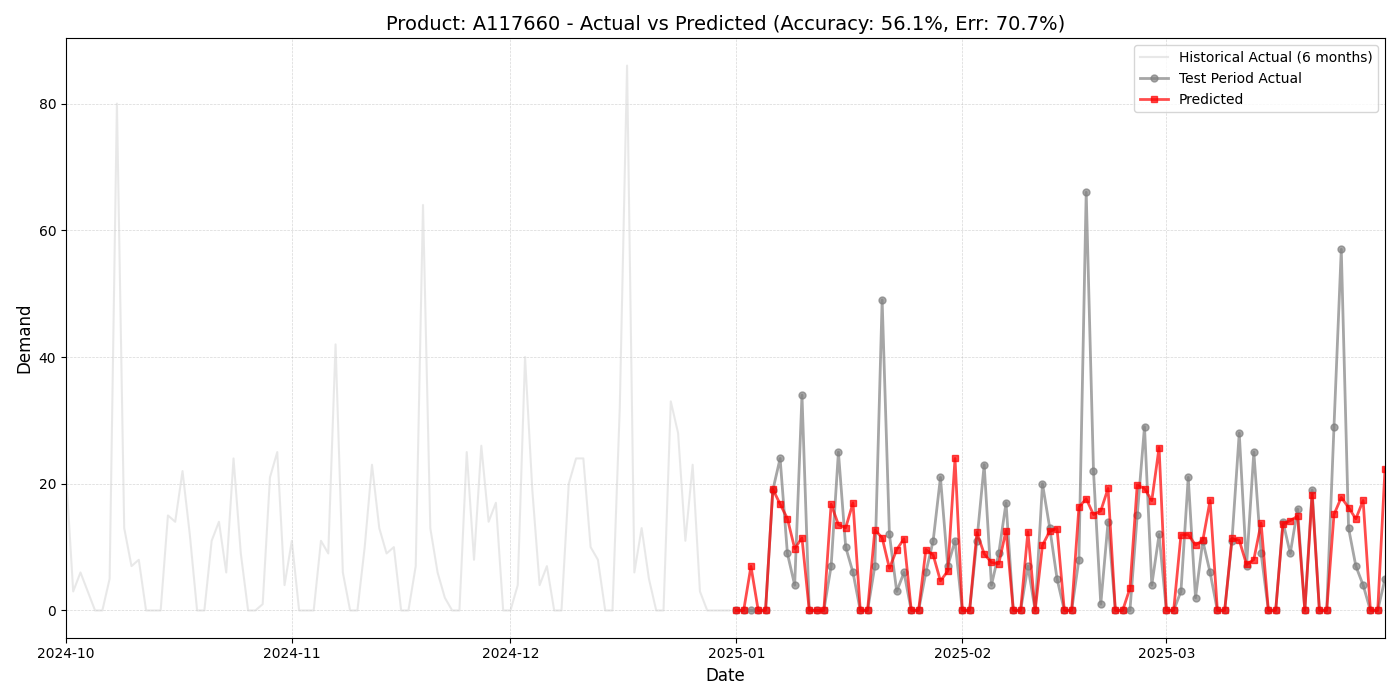 Product: A117660 - Actual vs Predicted (Accuracy: 56.1%, Err: 70.7%)
Historical Actual (6 months)
Test Period Actual
Predicted
Demand
80
60
40
20
0
2024-10
2024-11
2024-12
2025-01
2025-02
2025-03
Date